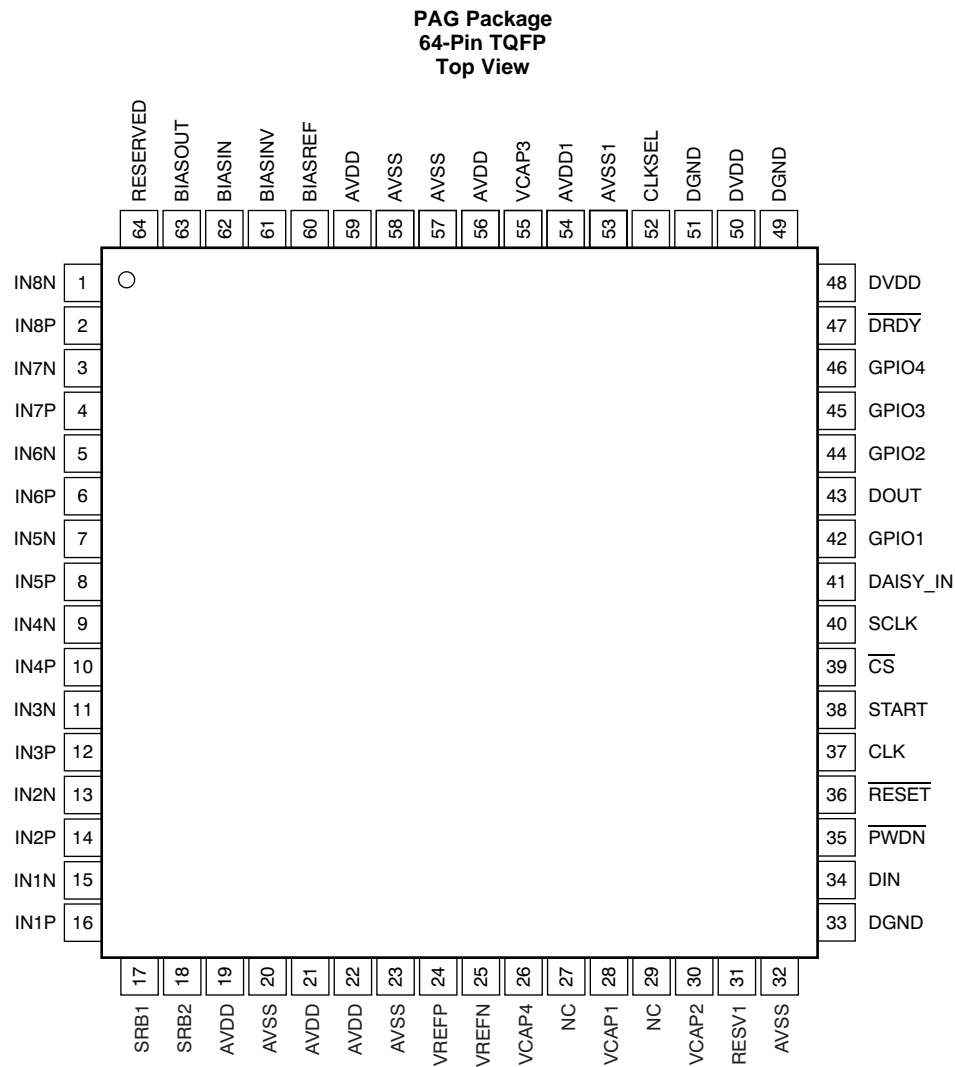 PAG Package
64-Pin TQFP
Top View
RESERVED
BIASOUT
BIASIN
BIASINV
BIASREF
AVDD
AVSS
AVSS
AVDD
VCAP3
AVDD1
AVSS1
CLKSEL
DGND
DVDD
DGND
64
63
62
61
60
59
58
57
56
55
54
53
52
51
50
49
IN8N 1
IN8P 2
IN7N 3
IN7P 4
IN6N 5
IN6P 6
IN5N 7
IN5P 8
IN4N 9
IN4P 10
IN3N 11
IN3P 12
IN2N 13
IN2P 14
IN1N 15
IN1P 16
48 DVDD
47 DRDY
46 GPIO4
45 GPIO3
44 GPIO2
43 DOUT
42 GPIO1
41 DAISY_IN
40 SCLK
39 CS
38 START
37 CLK
36 RESET
35 PWDN
34 DIN
33 DGND
17
18
19
20
21
22
23
24
25
26
27
28
29
30
31
32
SRB1
SRB2
AVDD
AVSS
AVDD
AVDD
AVSS
VREFP
VREFN
VCAP4
NC
VCAP1
NC
VCAP2
RESV1
AVSS